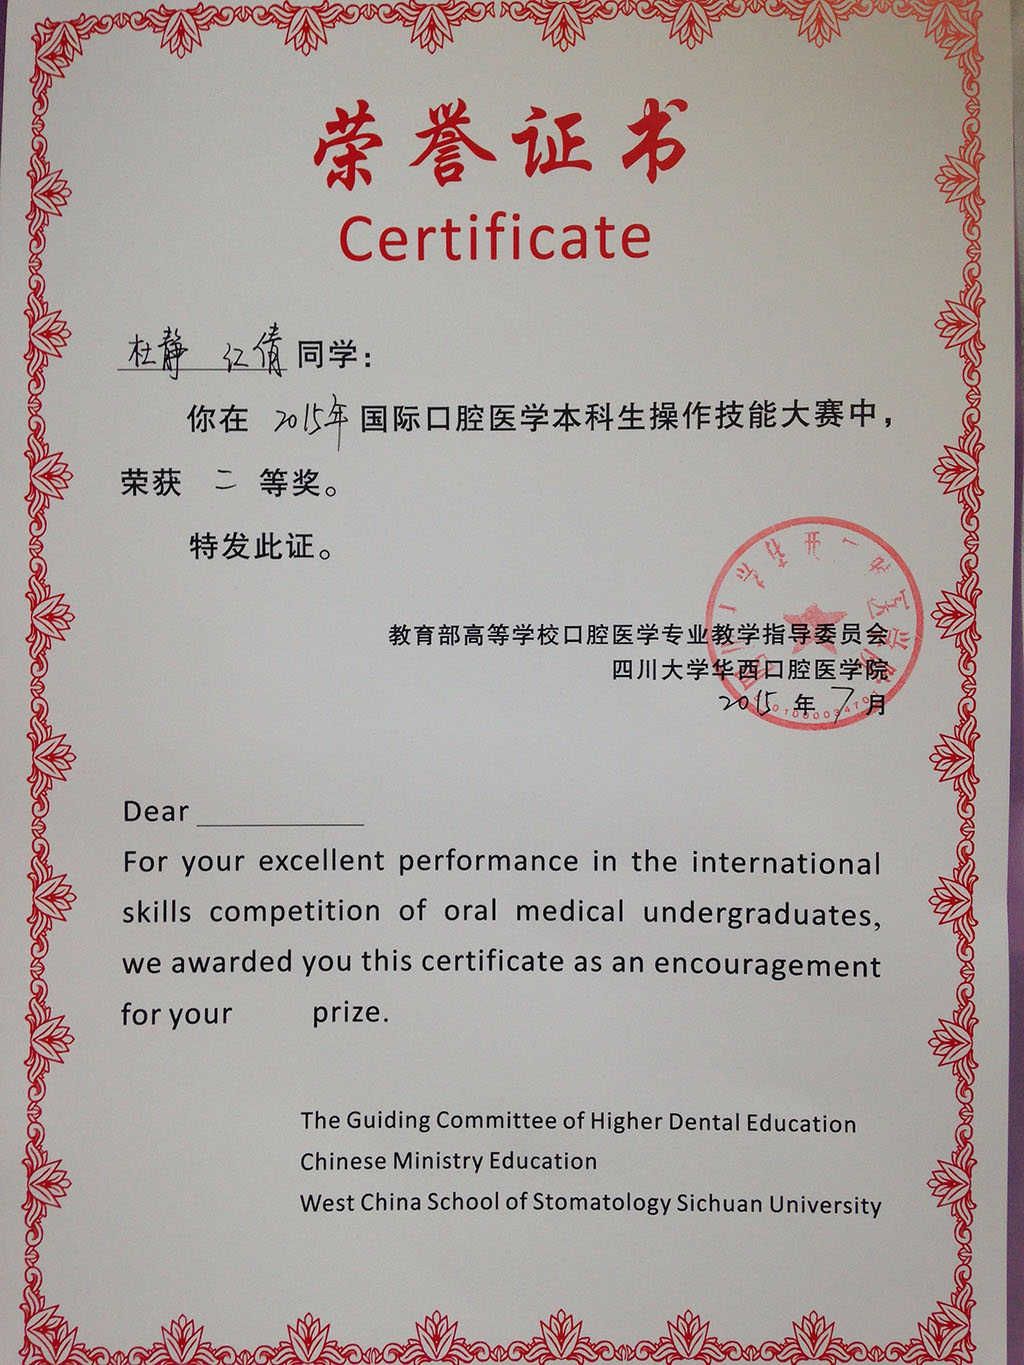 荣誉证书
Certificate
杜静 仁倩 同学：
你在 2015年 国际口腔医学本科生操作技能大赛中，
荣获 二 等奖。
特发此证。
教育部高等学校口腔医学专业教学指导委员会
四川大学华西口腔医学院
2015 年 7 月
Dear
For your excellent performance in the international
skills competition of oral medical undergraduates,
we awarded you this certificate as an encouragement
for your prize.
The Guiding Committee of Higher Dental Education
Chinese Ministry Education
West China School of Stomatology Sichuan University